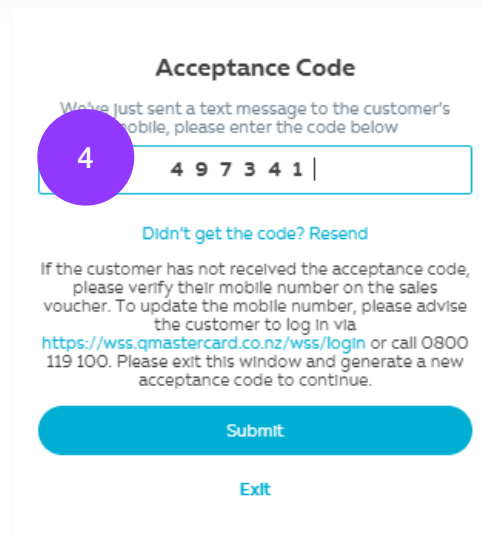 Acceptance Code
We've just sent a text message to the customer's
mobile, please enter the code below
4
4 9 7 3 4 1
Didn't get the code? Resend
If the customer has not received the acceptance code,
please verify their mobile number on the sales
voucher. To update the mobile number, please advise
the customer to log in via
https://wss.qmastercard.co.nz/wss/login or call 0800
119 100. Please exit this window and generate a new
acceptance code to continue.
Submit
Exit